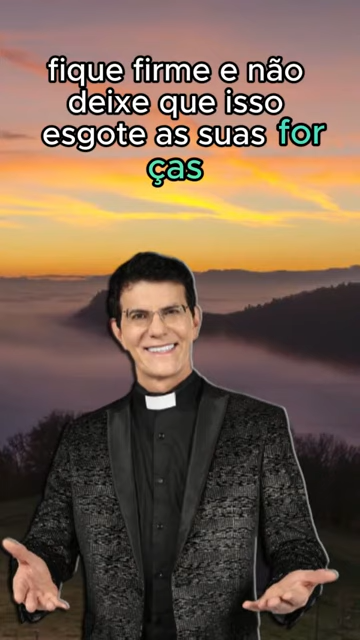 fique firme e não
deixe que isso
esgote as suas for
ças